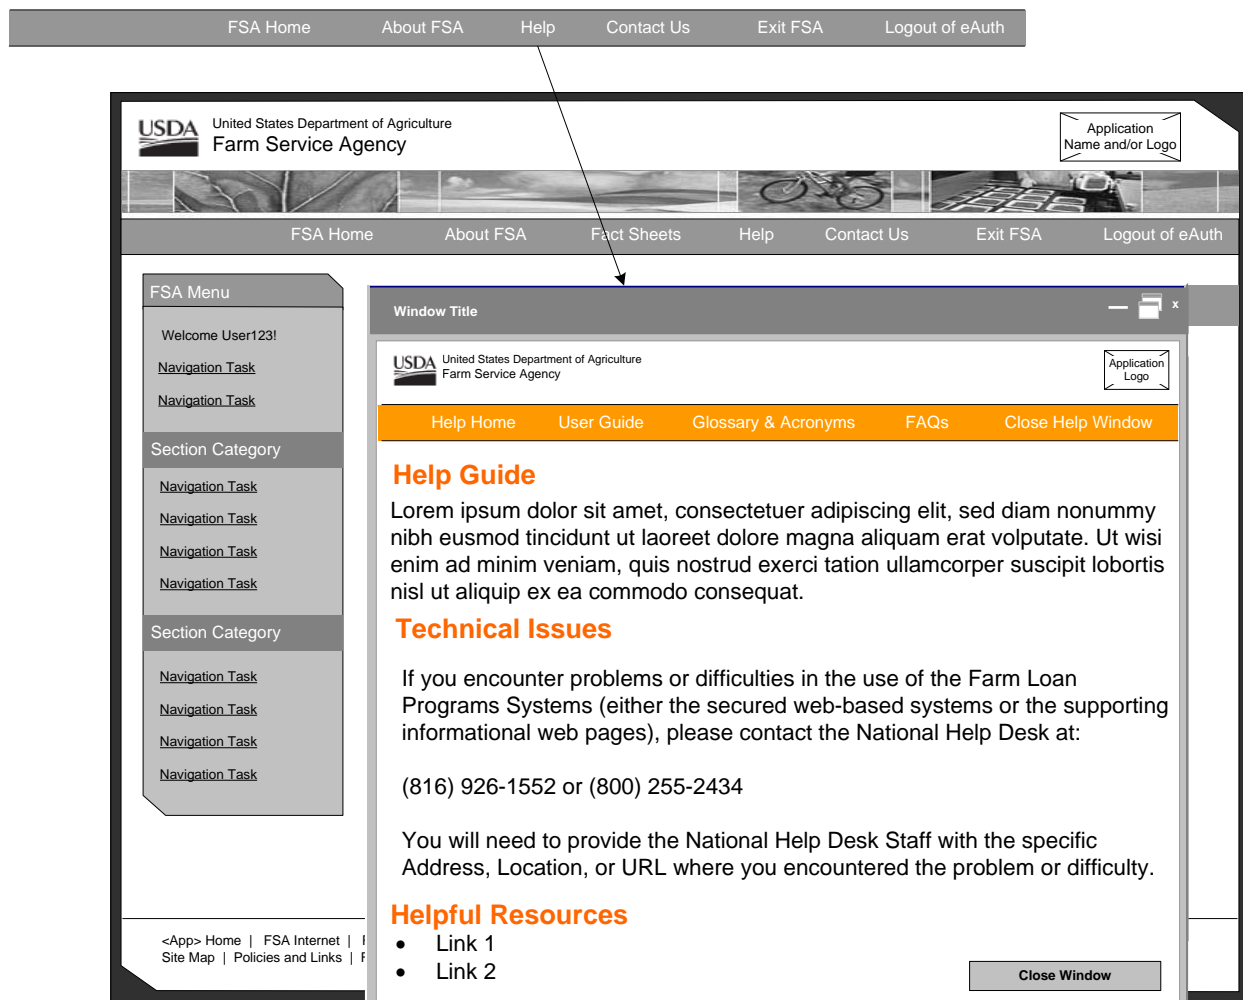 FSA Home About FSA Help Contact Us Exit FSA Logout of eAuth
USDA
United States Department of Agriculture
Farm Service Agency
Application
Name and/or Logo
FSA Home About FSA Fact Sheets Help Contact Us Exit FSA Logout of eAuth
FSA Menu
Welcome User123!
Navigation Task
Navigation Task
Section Category
Navigation Task
Navigation Task
Navigation Task
Navigation Task
Section Category
Navigation Task
Navigation Task
Navigation Task
Navigation Task
Window Title
x
USDA
United States Department of Agriculture
Farm Service Agency
Application
Logo
Help Home User Guide Glossary & Acronyms FAQs Close Help Window
Help Guide
Lorem ipsum dolor sit amet, consectetuer adipiscing elit, sed diam nonummy
nibh eusmod tincidunt ut laoreet dolore magna aliquam erat volputate. Ut wisi
enim ad minim veniam, quis nostrud exerci tation ullamcorper suscipit lobortis
nisl ut aliquip ex ea commodo consequat.
Technical Issues
If you encounter problems or difficulties in the use of the Farm Loan
Programs Systems (either the secured web-based systems or the supporting
informational web pages), please contact the National Help Desk at:
(816) 926-1552 or (800) 255-2434
You will need to provide the National Help Desk Staff with the specific
Address, Location, or URL where you encountered the problem or difficulty.
Helpful Resources
• Link 1
• Link 2
Close Window
<App> Home | FSA Internet |
Site Map | Policies and Links |